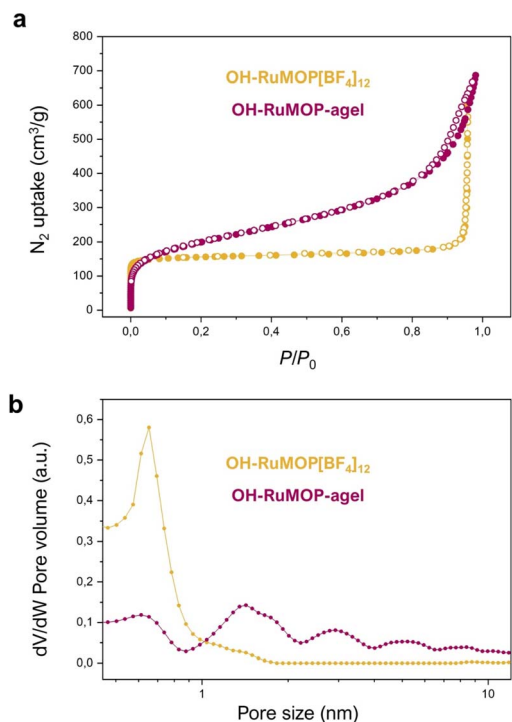 a
N₂ uptake (cm³/g)
800
700
600
500
400
300
200
100
0
OH-RuMOP[BF₄]₁₂
OH-RuMOP-agel
0,0 0,2 0,4 0,6 0,8 1,0
P/P₀
b
dV/dW Pore volume (a.u.)
0,6
0,5
0,4
0,3
0,2
0,1
0,0
OH-RuMOP[BF₄]₁₂
OH-RuMOP-agel
1 10
Pore size (nm)